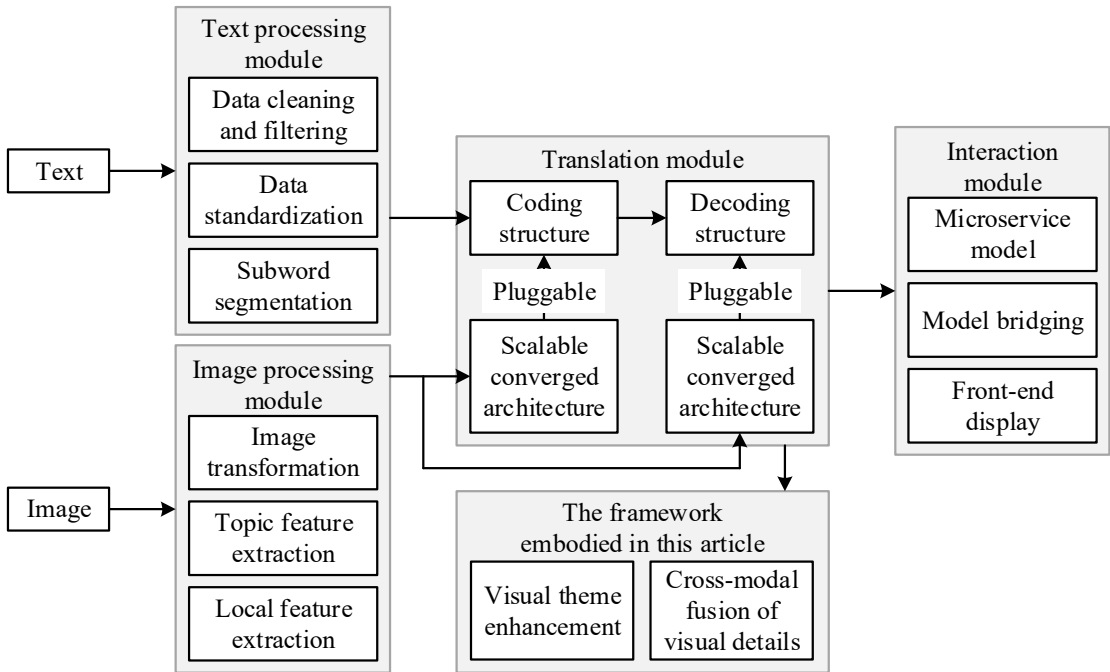 Text
Text processing
module
Data cleaning
and filtering
Data
standardization
Subword
segmentation
Image
Image processing
module
Image
transformation
Topic feature
extraction
Local feature
extraction
Translation module
Coding
structure
Decoding
structure
Pluggable
Pluggable
Scalable
converged
architecture
Scalable
converged
architecture
The framework
embodied in this article
Visual theme
enhancement
Cross-modal
fusion of
visual details
Interaction
module
Microservice
model
Model bridging
Front-end
display